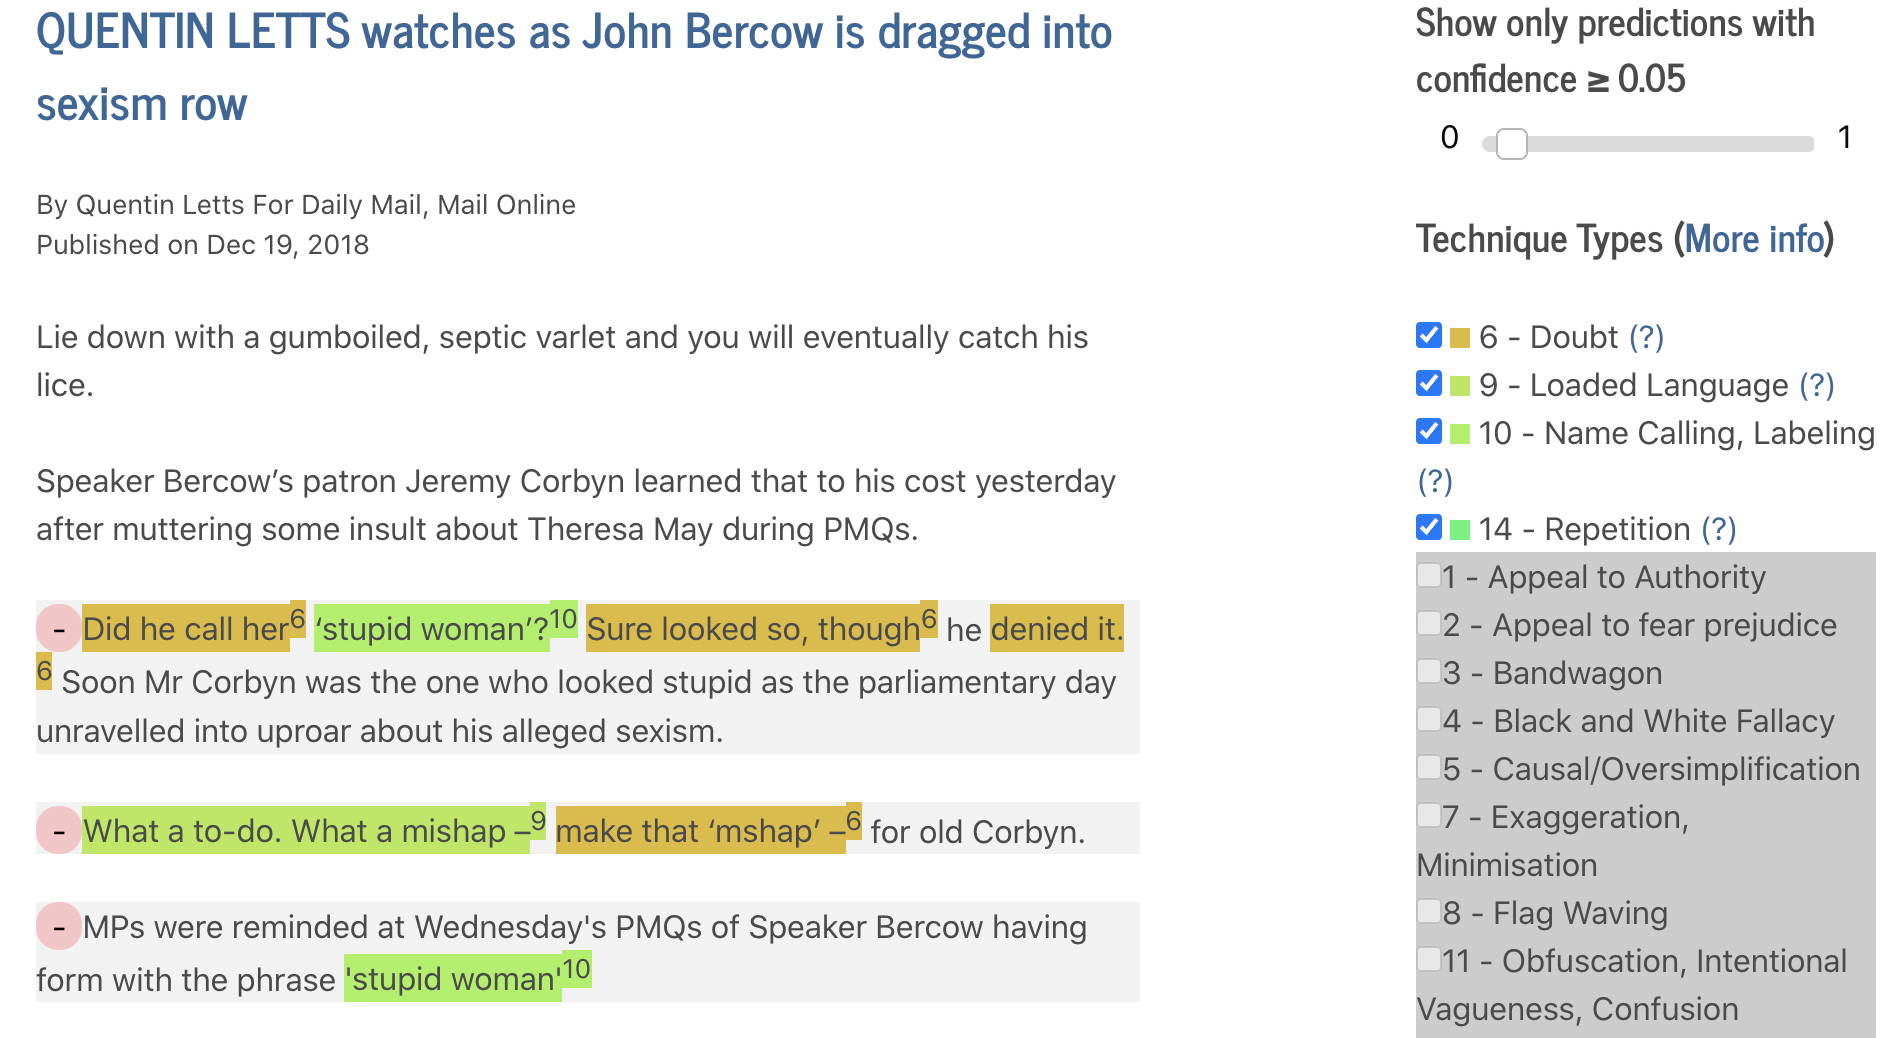 QUENTIN LETTS watches as John Bercow is dragged into
sexism row
By Quentin Letts For Daily Mail, Mail Online
Published on Dec 19, 2018
Lie down with a gumboiled, septic varlet and you will eventually catch his
lice.
Speaker Bercow’s patron Jeremy Corbyn learned that to his cost yesterday
after muttering some insult about Theresa May during PMQs.
- Did he call her6 ‘stupid woman’?10 Sure looked so, though6 he denied it.
6 Soon Mr Corbyn was the one who looked stupid as the parliamentary day
unravelled into uproar about his alleged sexism.
- What a to-do. What a mishap –9 make that ‘mshap’ –6 for old Corbyn.
- MPs were reminded at Wednesday's PMQs of Speaker Bercow having
form with the phrase 'stupid woman'10
Show only predictions with
confidence ≥ 0.05
0 1
Technique Types (More info)
6 - Doubt (?)
9 - Loaded Language (?)
10 - Name Calling, Labeling
(?)
14 - Repetition (?)
1 - Appeal to Authority
2 - Appeal to fear prejudice
3 - Bandwagon
4 - Black and White Fallacy
5 - Causal/Oversimplification
7 - Exaggeration,
Minimisation
8 - Flag Waving
11 - Obfuscation, Intentional
Vagueness, Confusion